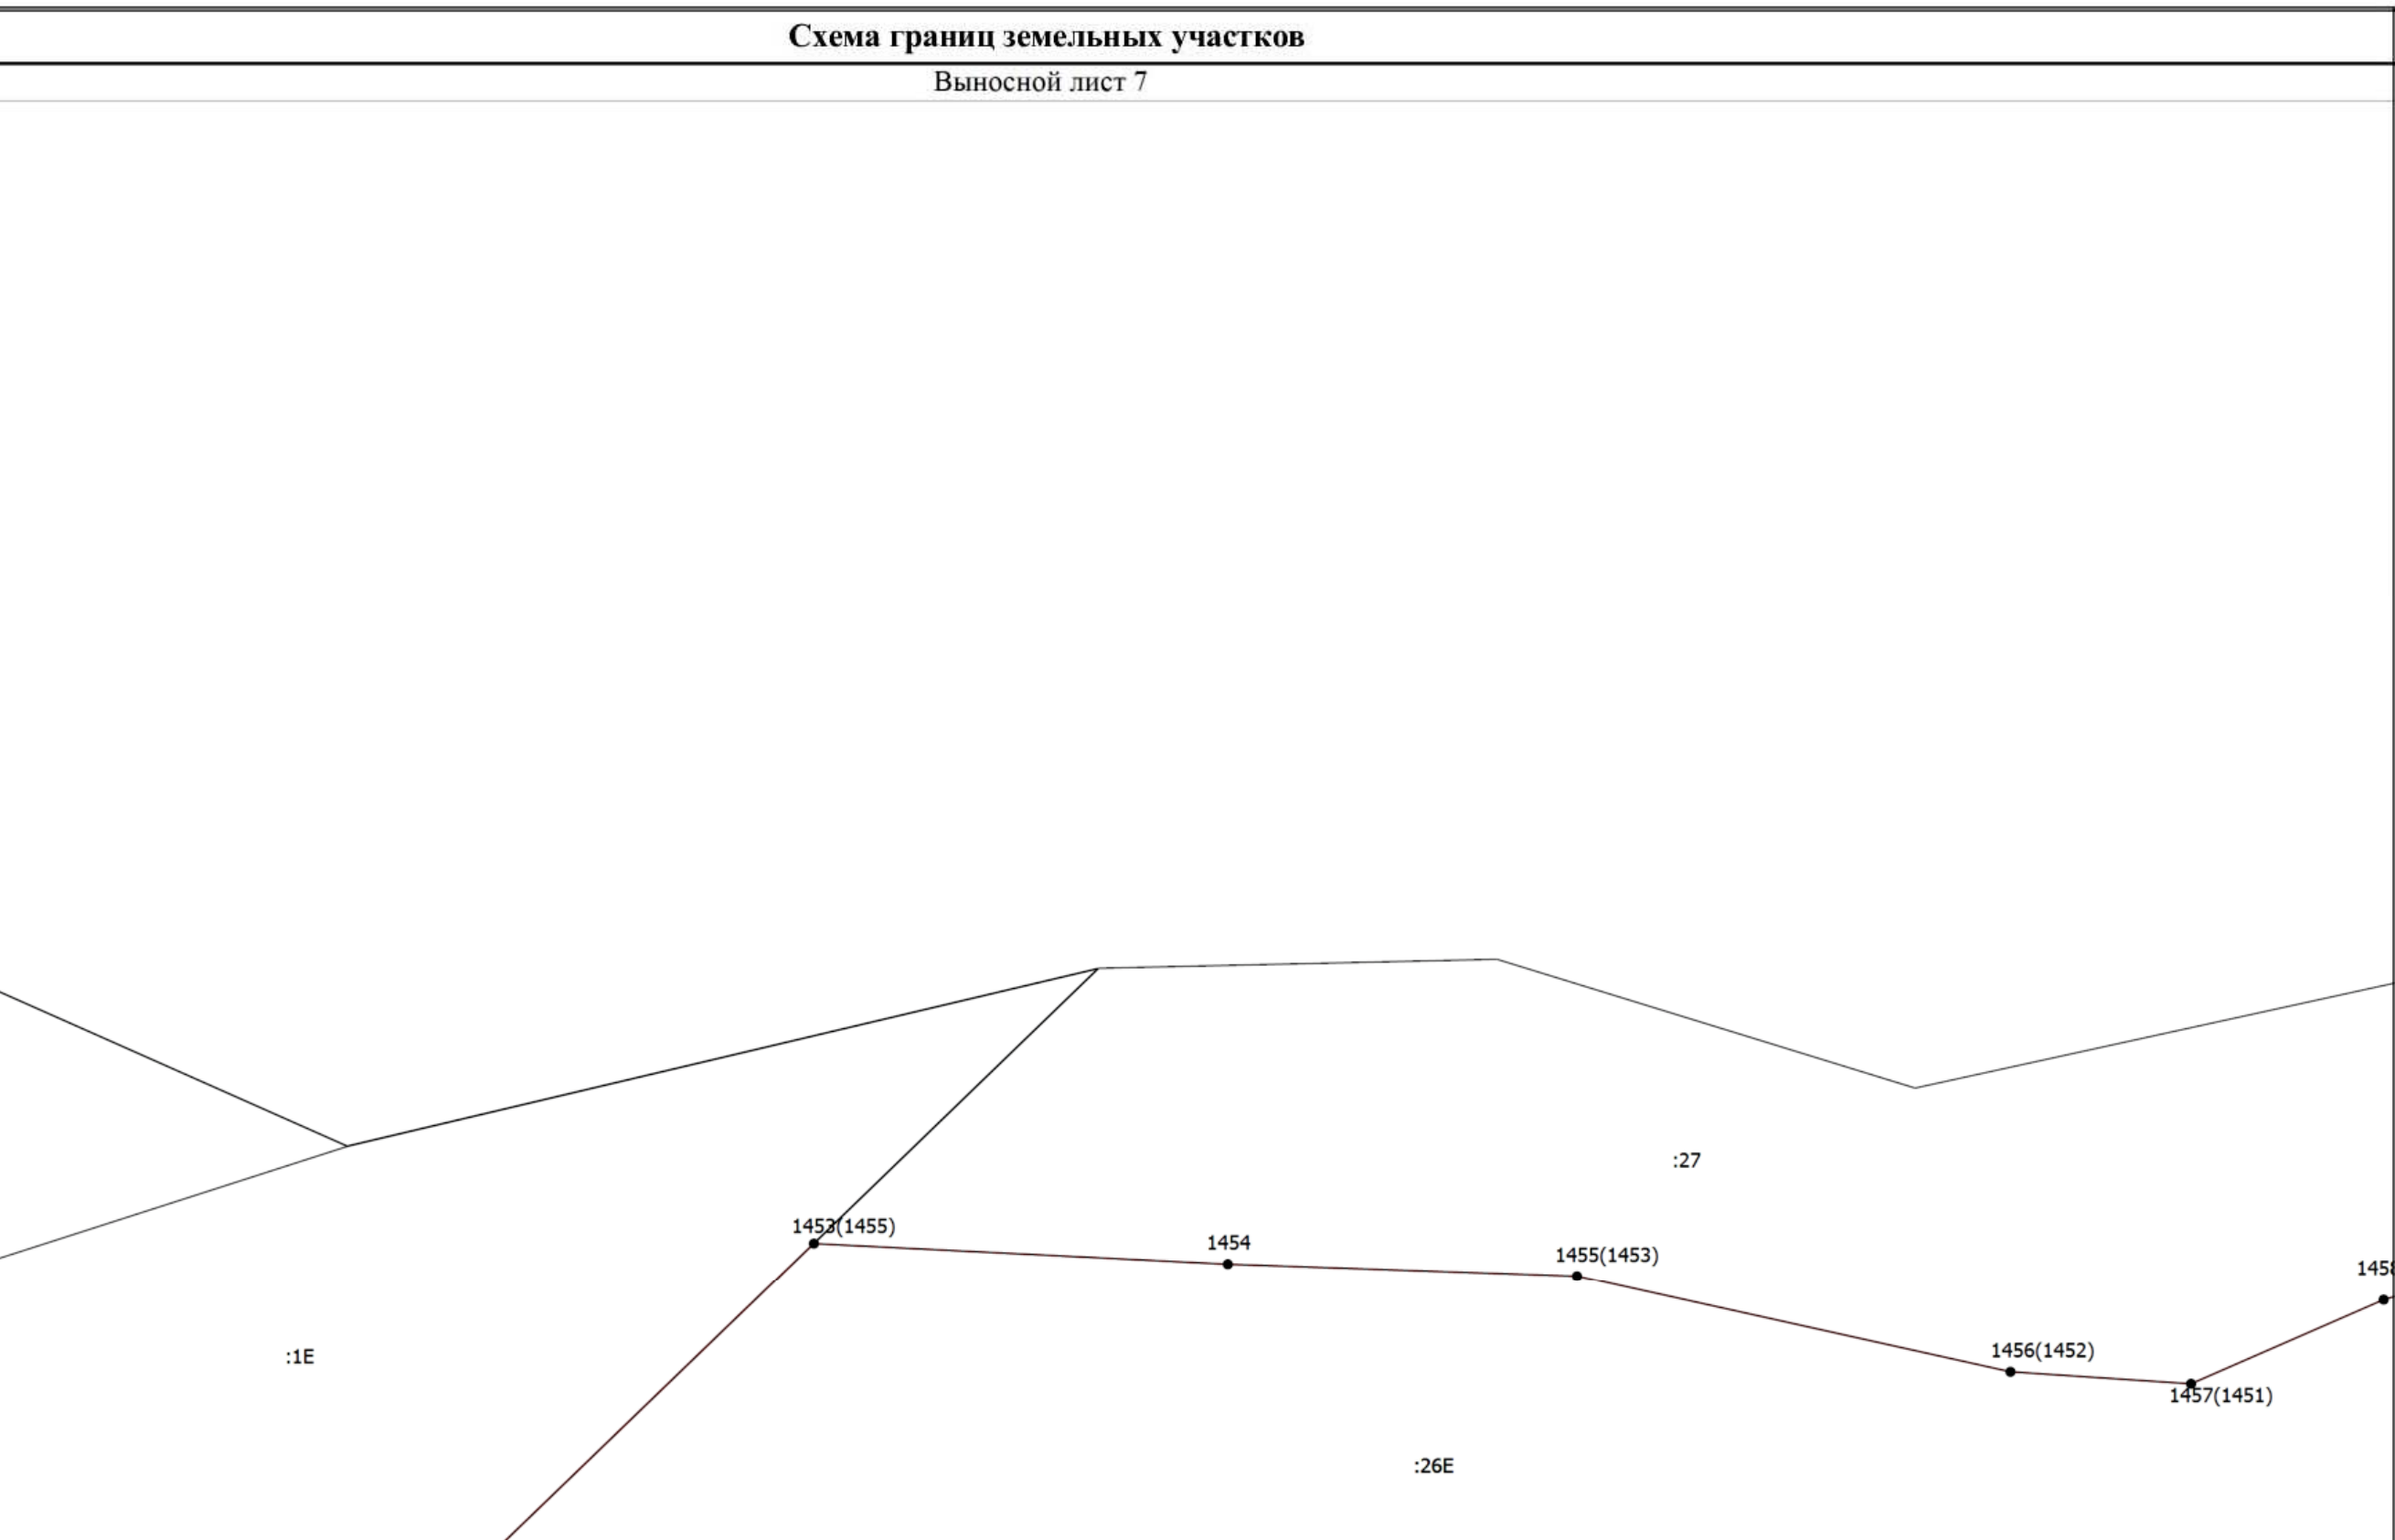 Схема границ земельных участков
Выносной лист 7
:27
1453(1455)
1454
1455(1453)
1458
:1E
1456(1452)
1457(1451)
:26E